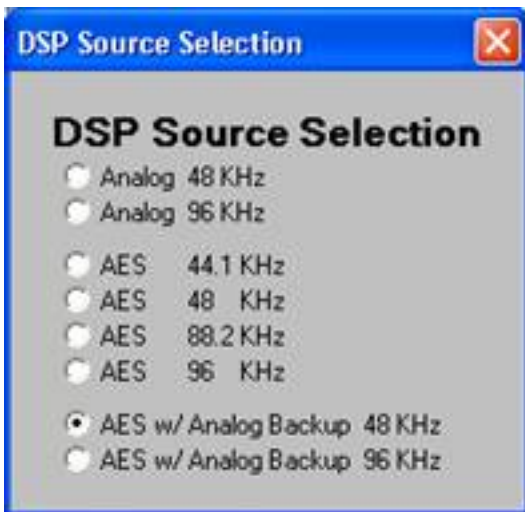 DSP Source Selection
DSP Source Selection
Analog 48 KHz
Analog 96 KHz
AES 44.1 KHz
AES 48 KHz
AES 88.2 KHz
AES 96 KHz
AES w/ Analog Backup 48 KHz
AES w/ Analog Backup 96 KHz